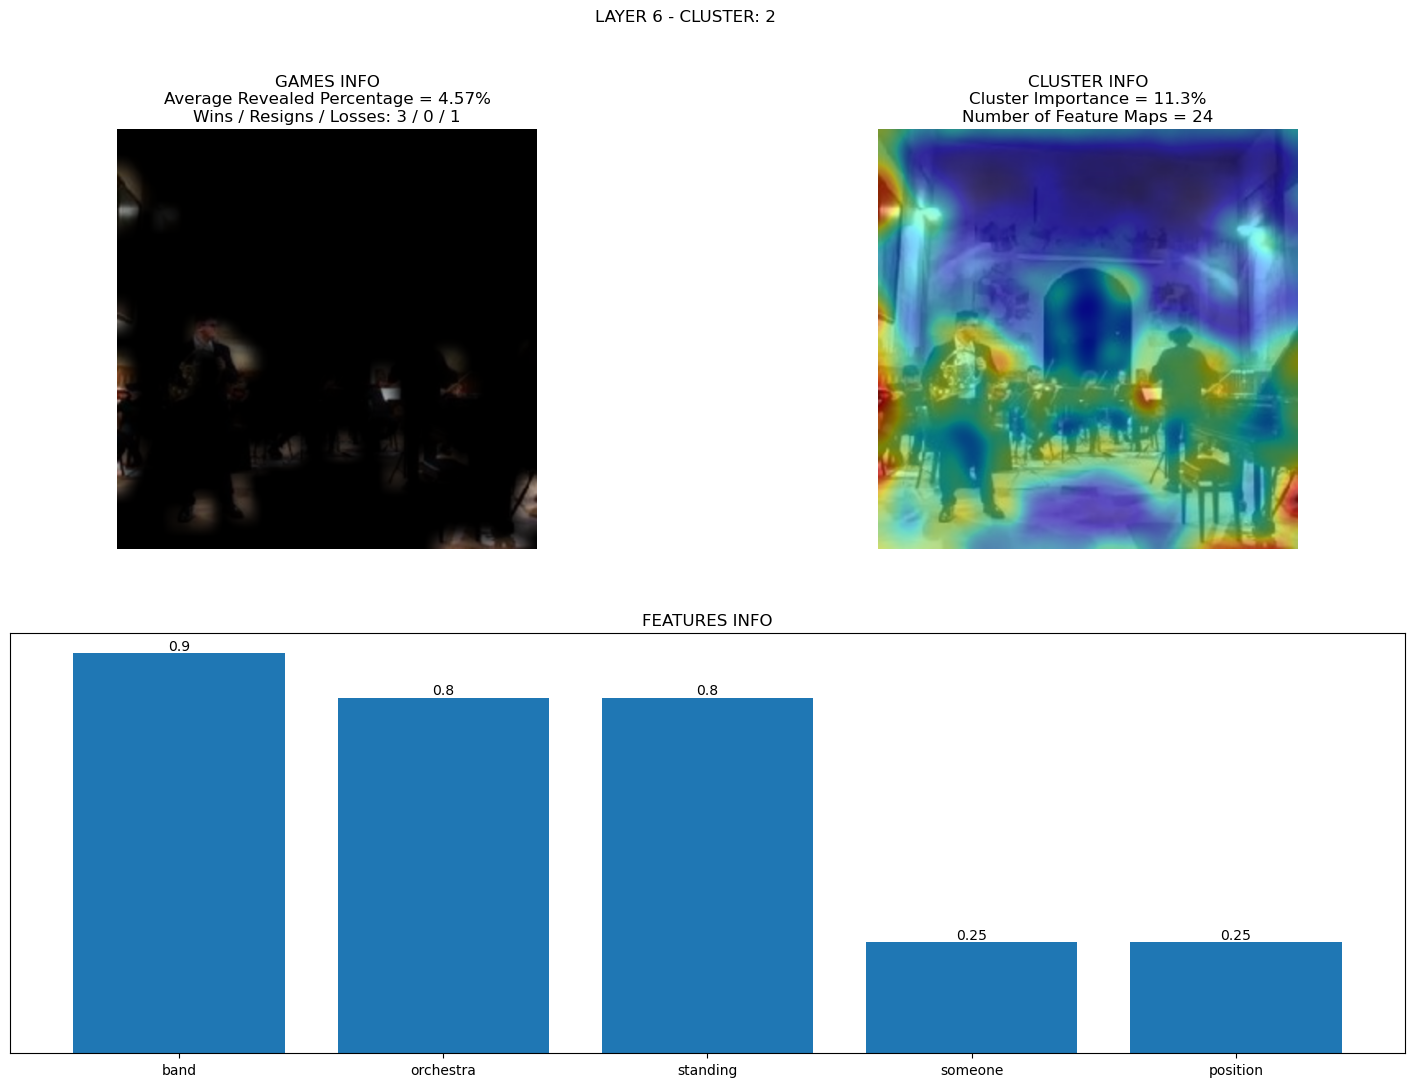 LAYER 6 - CLUSTER: 2
GAMES INFO
Average Revealed Percentage = 4.57%
Wins / Resigns / Losses: 3 / 0 / 1
CLUSTER INFO
Cluster Importance = 11.3%
Number of Feature Maps = 24
FEATURES INFO
0.9
0.8
0.8
0.25
0.25
band
orchestra
standing
someone
position